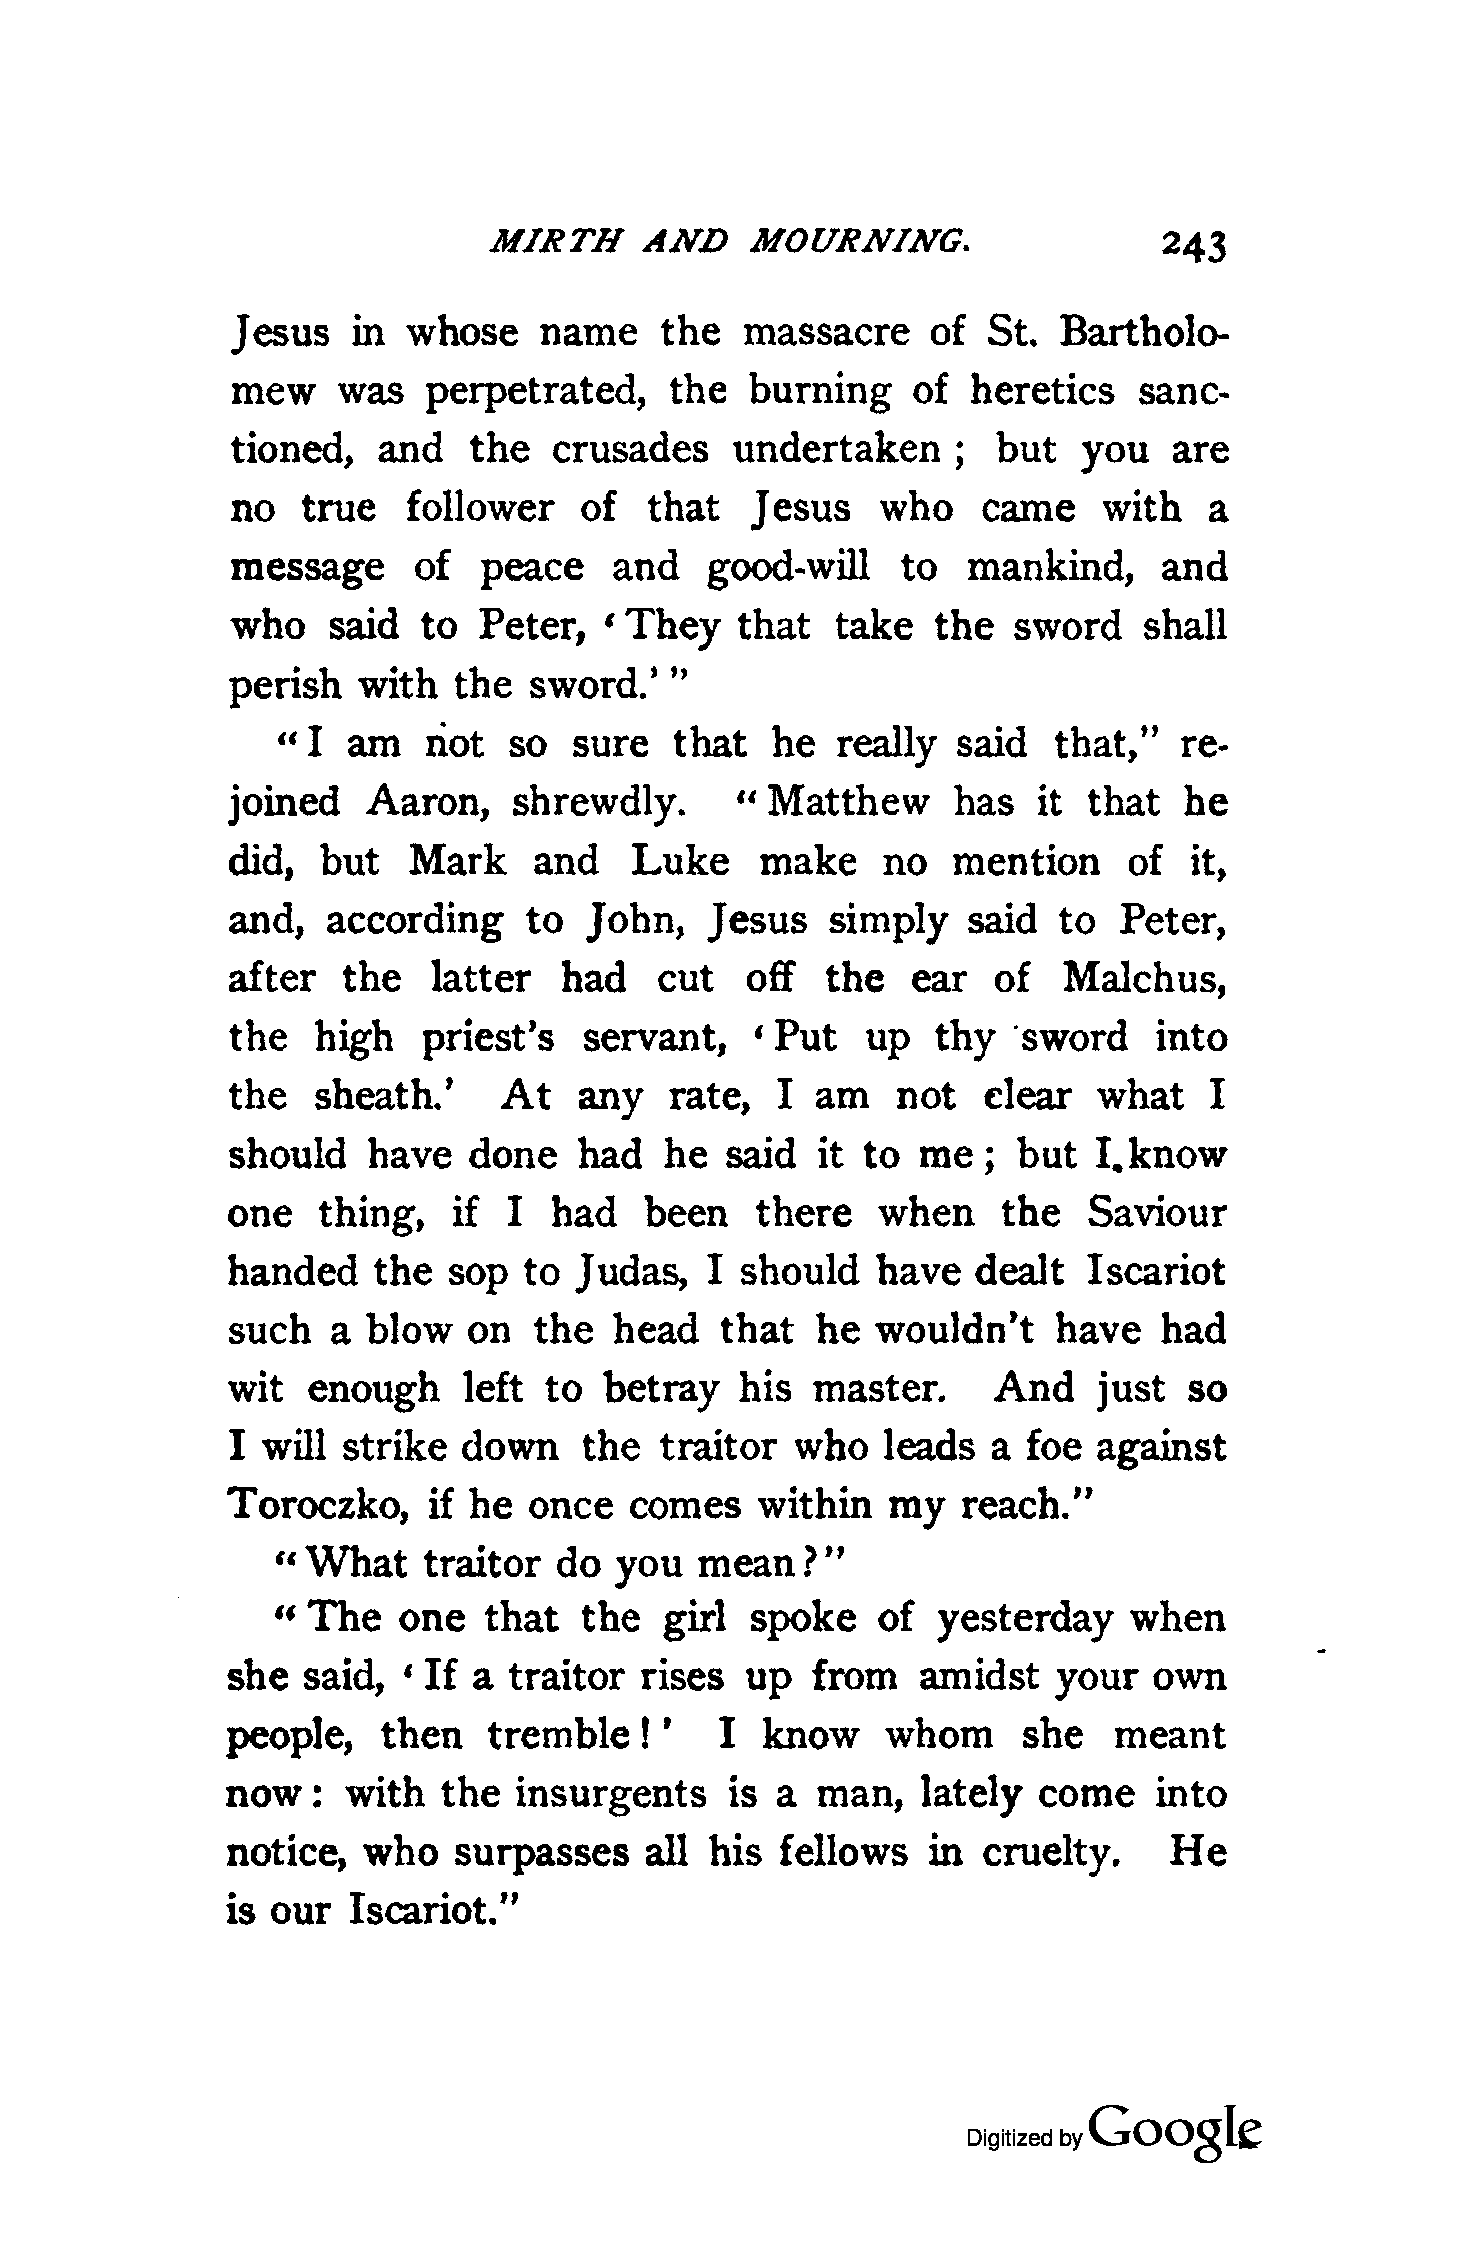 MIRTH AND MOURNING. 243
Jesus in whose name the massacre of St. Bartholo-
mew was perpetrated, the burning of heretics sanc-
tioned, and the crusades undertaken ; but you are
no true follower of that Jesus who came with a
message of peace and good-will to mankind, and
who said to Peter, ‘ They that take the sword shall
perish with the sword.’ ”
“ I am not so sure that he really said that,” re-
joined Aaron, shrewdly. “ Matthew has it that he
did, but Mark and Luke make no mention of it,
and, according to John, Jesus simply said to Peter,
after the latter had cut off the ear of Malchus,
the high priest’s servant, ‘ Put up thy sword into
the sheath.’ At any rate, I am not clear what I
should have done had he said it to me ; but I know
one thing, if I had been there when the Saviour
handed the sop to Judas, I should have dealt Iscariot
such a blow on the head that he wouldn’t have had
wit enough left to betray his master. And just so
I will strike down the traitor who leads a foe against
Toroczko, if he once comes within my reach.”
“ What traitor do you mean ? ”
“ The one that the girl spoke of yesterday when
she said, ‘ If a traitor rises up from amidst your own
people, then tremble ! ’ I know whom she meant
now : with the insurgents is a man, lately come into
notice, who surpasses all his fellows in cruelty. He
is our Iscariot.”
Digitized by Google